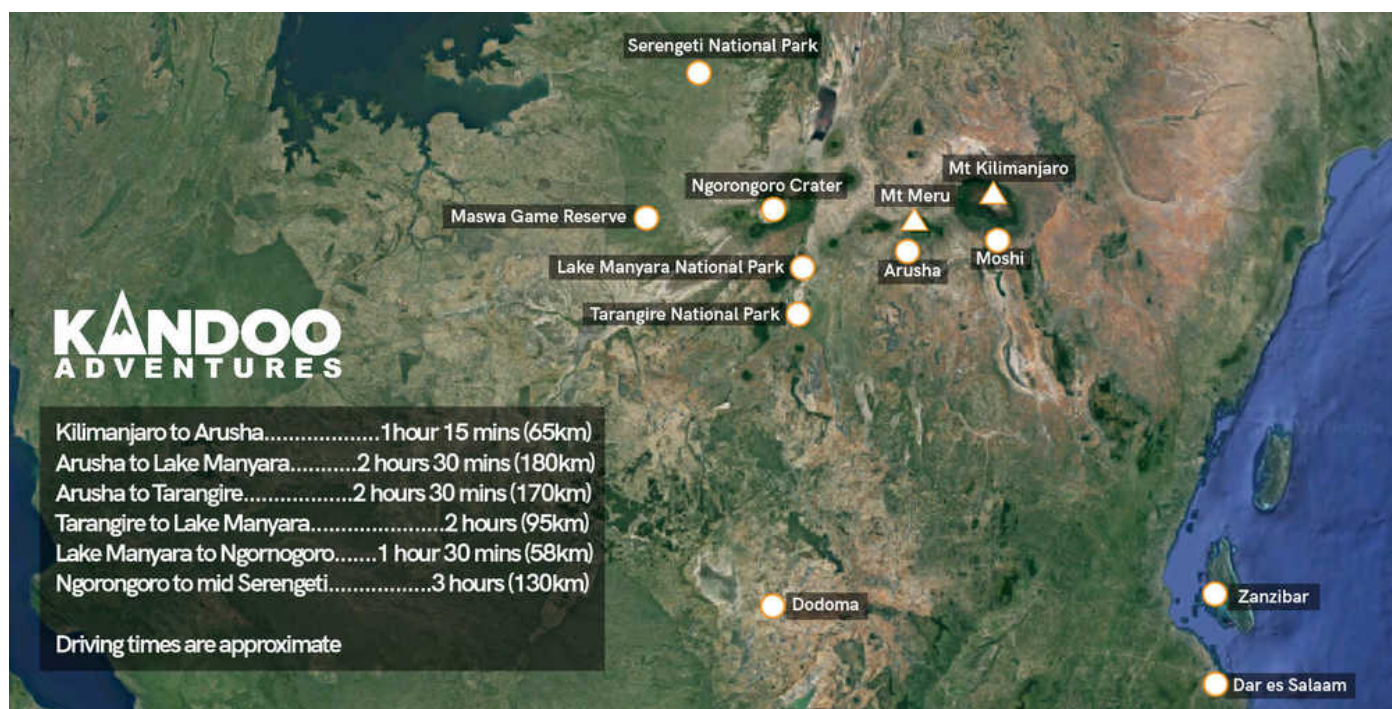 Serengeti National Park
Mt Kilimanjaro
Ngorongoro Crater
Mt Meru
Maswa Game Reserve
Lake Manyara National Park
Arusha
Moshi
Tarangire National Park
KANDOO
ADVENTURES
Kilimanjaro to Arusha...................1hour 15 mins (65km)
Arusha to Lake Manyara...........2 hours 30 mins (180km)
Arusha to Tarangire..................2 hours 30 mins (170km)
Tarangire to Lake Manyara......................2 hours (95km)
Lake Manyara to Ngornogoro.......1 hour 30 mins (58km)
Ngorongoro to mid Serengeti.................3 hours (130km)
Driving times are approximate
Dodoma
Zanzibar
Dar es Salaam